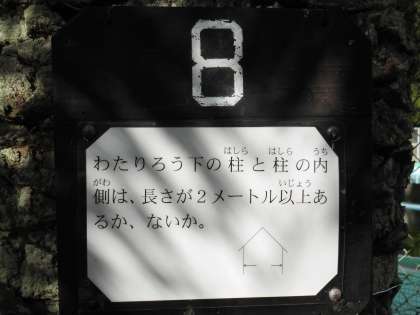 8
わたりろう下の柱と柱の内
側は、長さが2メートル以上あ
るか、ないか。